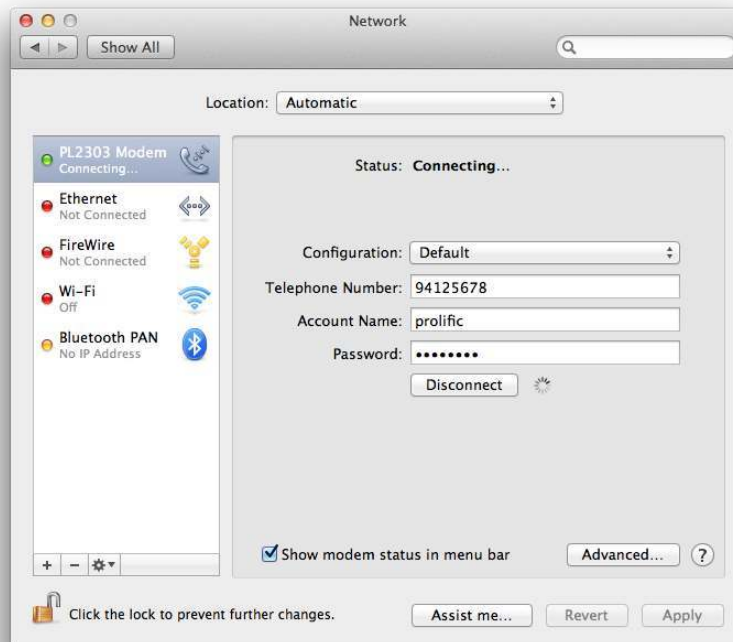 Network
Show All
Location: Automatic
PL2303 Modem
Connecting...
Ethernet
Not Connected
FireWire
Not Connected
Wi-Fi
Off
Bluetooth PAN
No IP Address
Status: Connecting...
Configuration: Default
Telephone Number: 94125678
Account Name: prolific
Password: ••••••••
Disconnect
Show modem status in menu bar
Advanced... ?
+ −
Click the lock to prevent further changes.
Assist me... Revert Apply